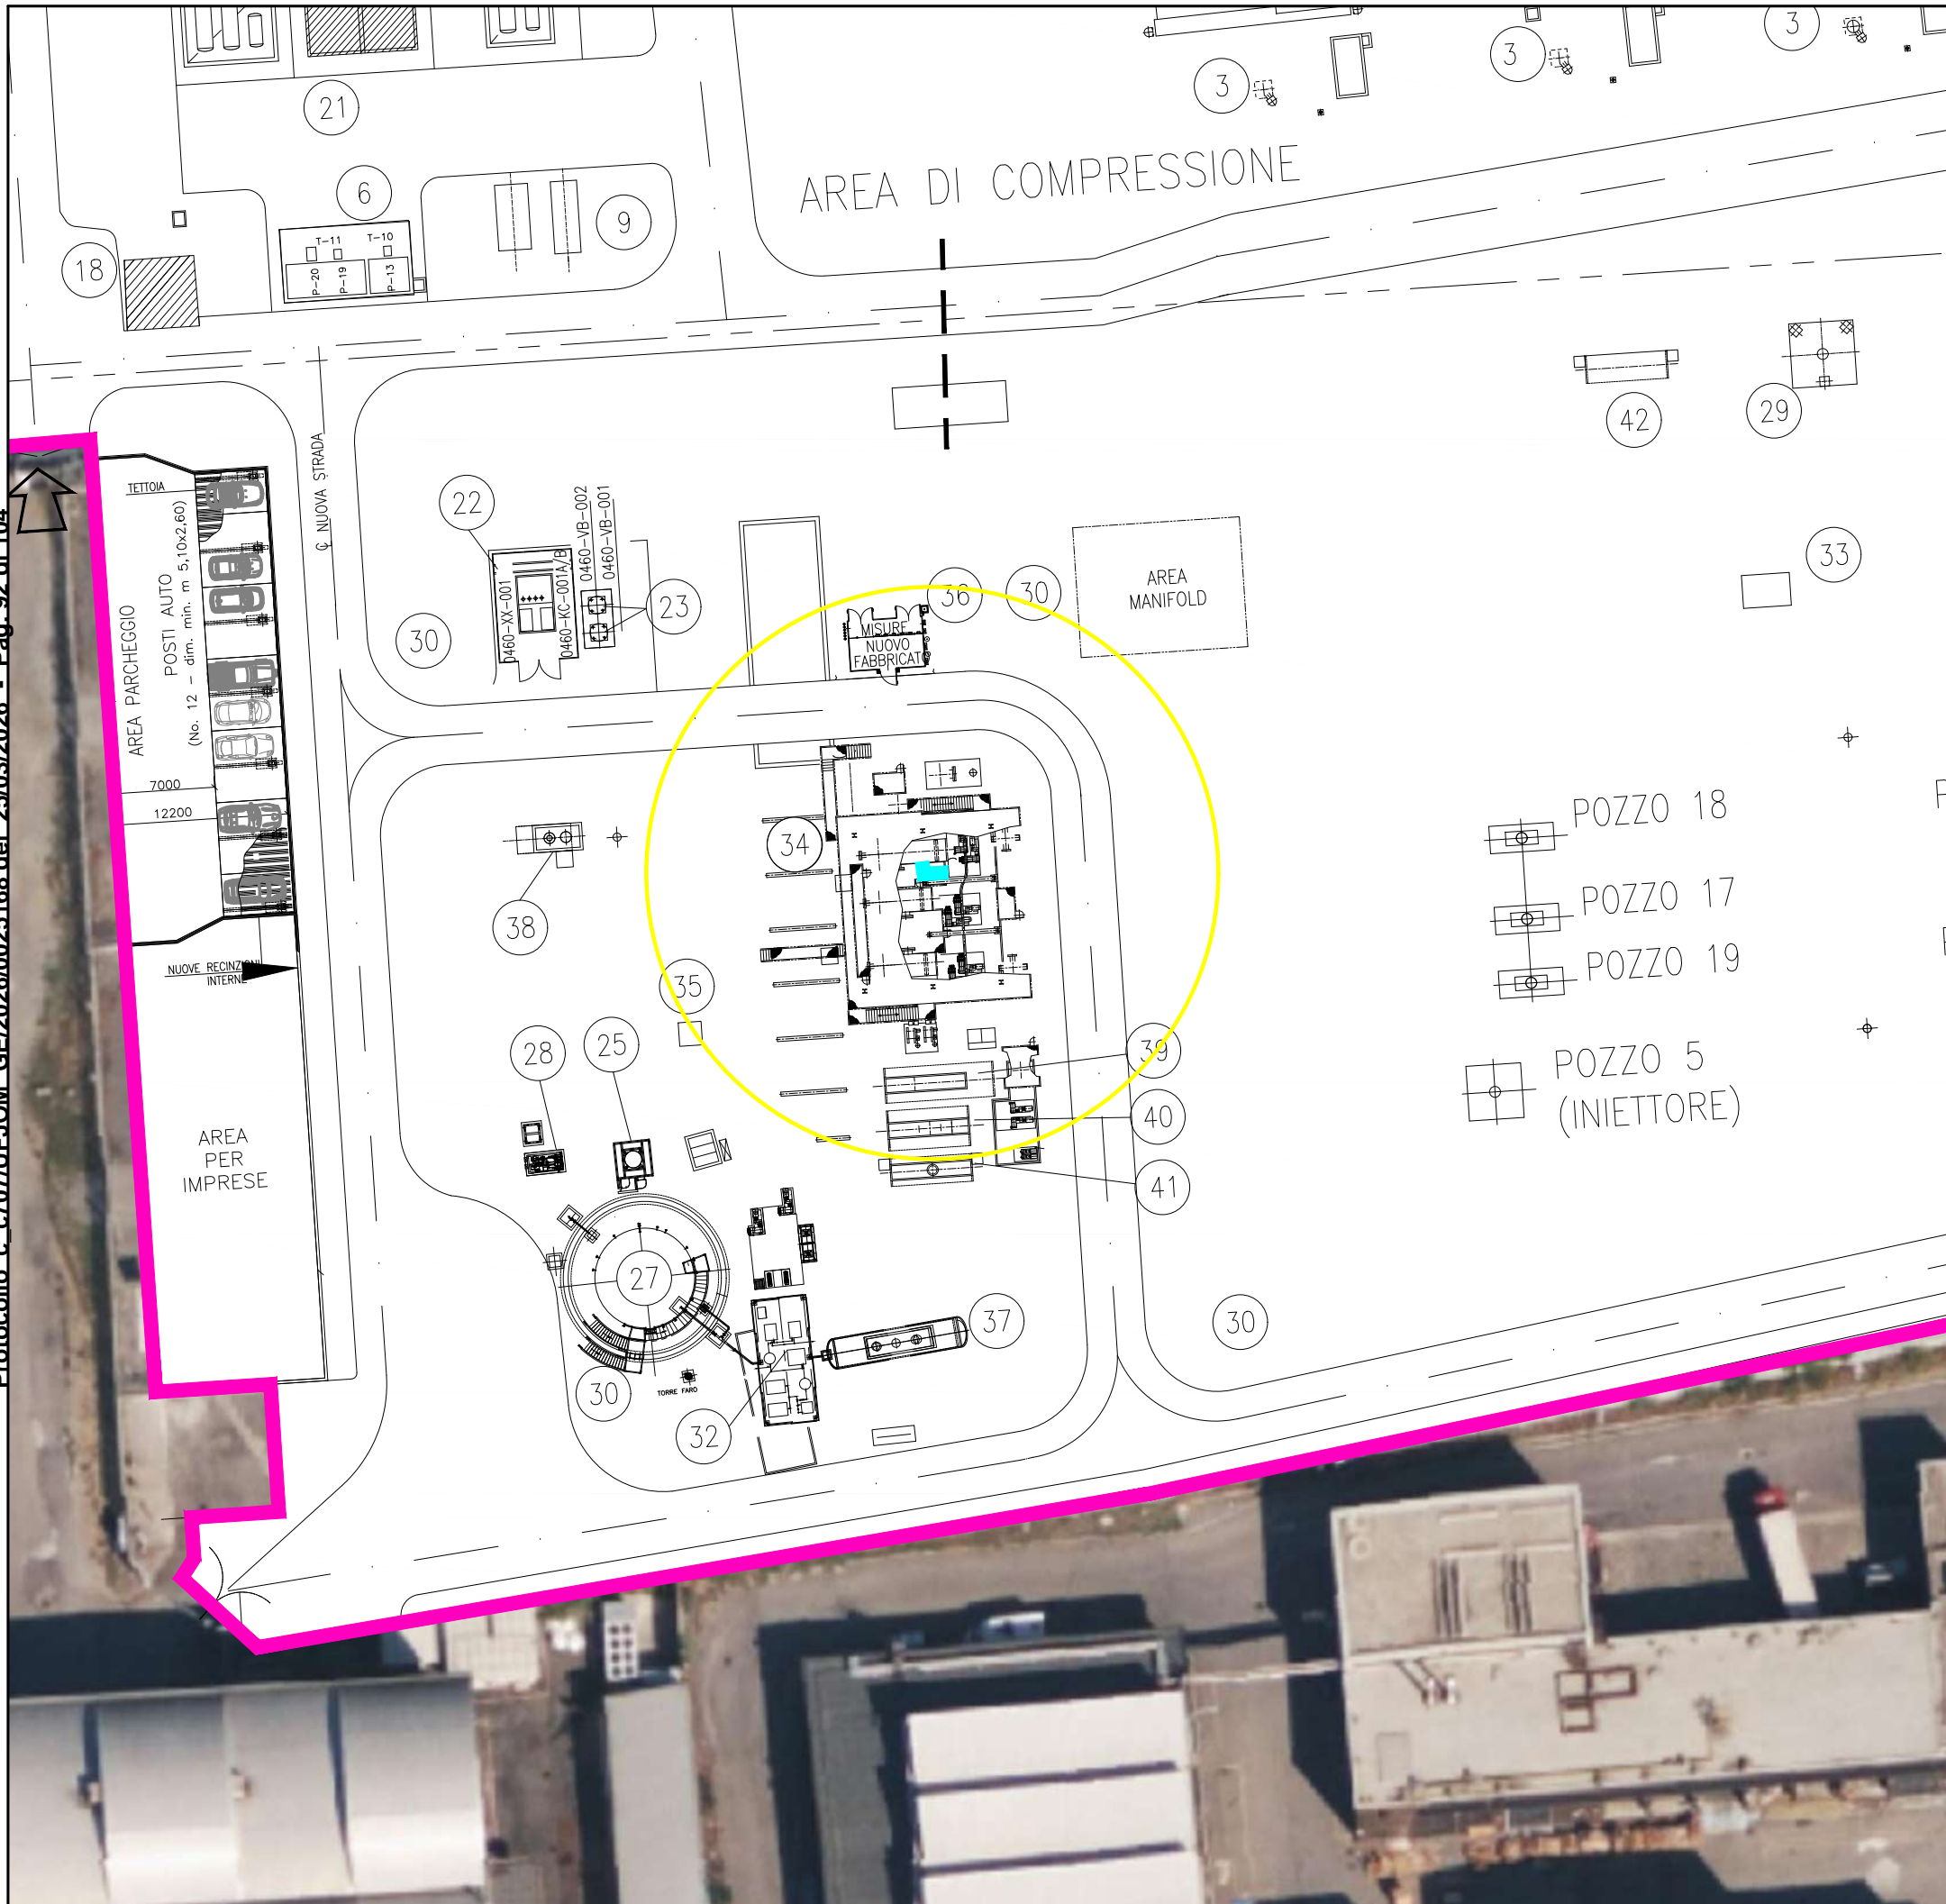 3
3
3
21
AREA DI COMPRESSIONE
6
9
18
T-11
T-10
P-20
P-19
P-13
42
29
TETTOIA
AREA PARCHEGGIO
POSTI AUTO
(No. 12 - dim. min. m 5,10x2,60)
7000
12200
NUOVE RECINZIONI
INTERNE
AREA
PER
IMPRESE
NUOVA STRADA
22
0460-XX-001
0460-KC-001A/B
0460-VB-002
0460-VB-001
23
30
36
30
MISURE
NUOVO
FABBRICATO
AREA
MANIFOLD
33
34
38
35
28
25
39
40
41
27
30
TORRE FARO
32
37
30
POZZO 18
POZZO 17
POZZO 19
POZZO 5
(INIETTORE)